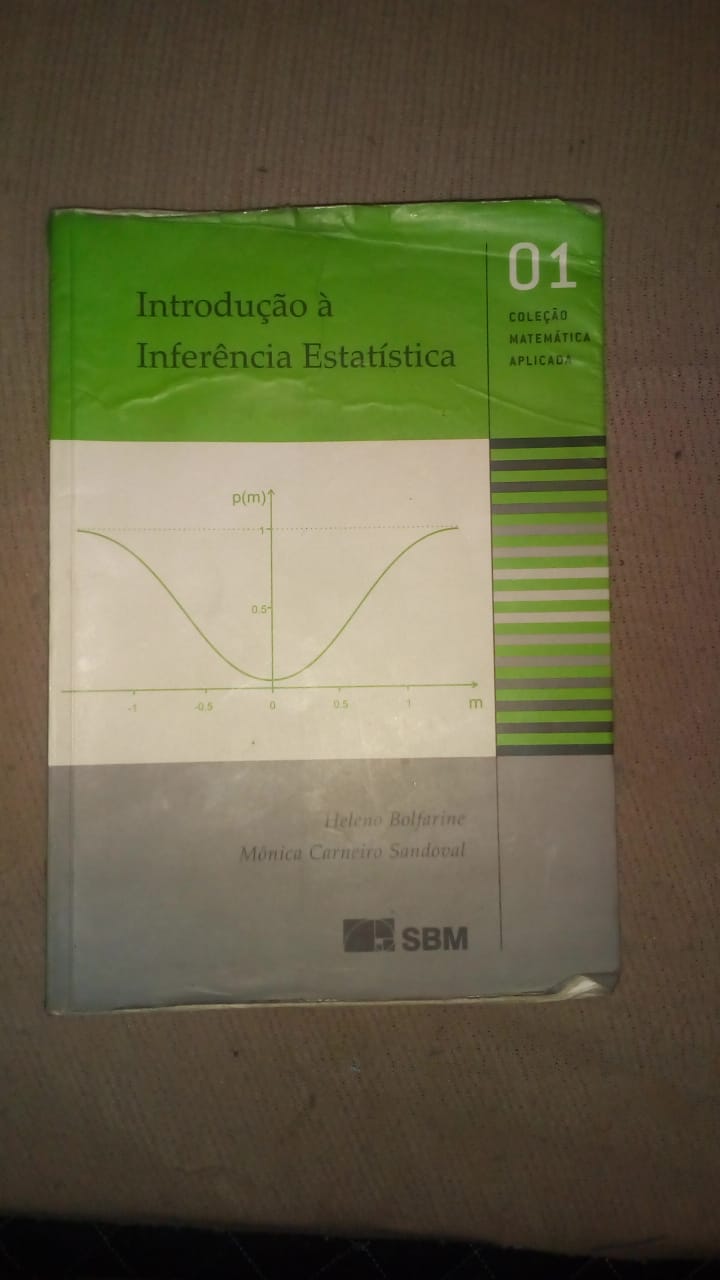 01
COLEÇÃO
MATEMÁTICA
APLICADA
Introdução à
Inferência Estatística
p(m)
1
0.5
-1
-0.5
0
0.5
1
m
Heleno Bolfarine
Mônica Carneiro Sandoval
SBM